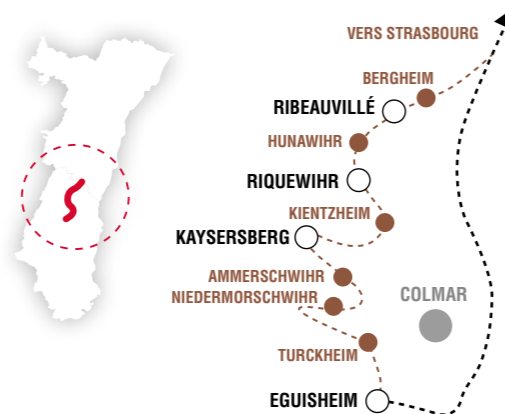 VERS STRASBOURG
BERGHEIM
RIBEAUVILLÉ
HUNAWIHR
RIQUEWIHR
KIENTZHEIM
KAYSERSBERG
AMMERSCHWIHR
NIEDERMORSCHWIHR
COLMAR
TURCKHEIM
EGUISHEIM